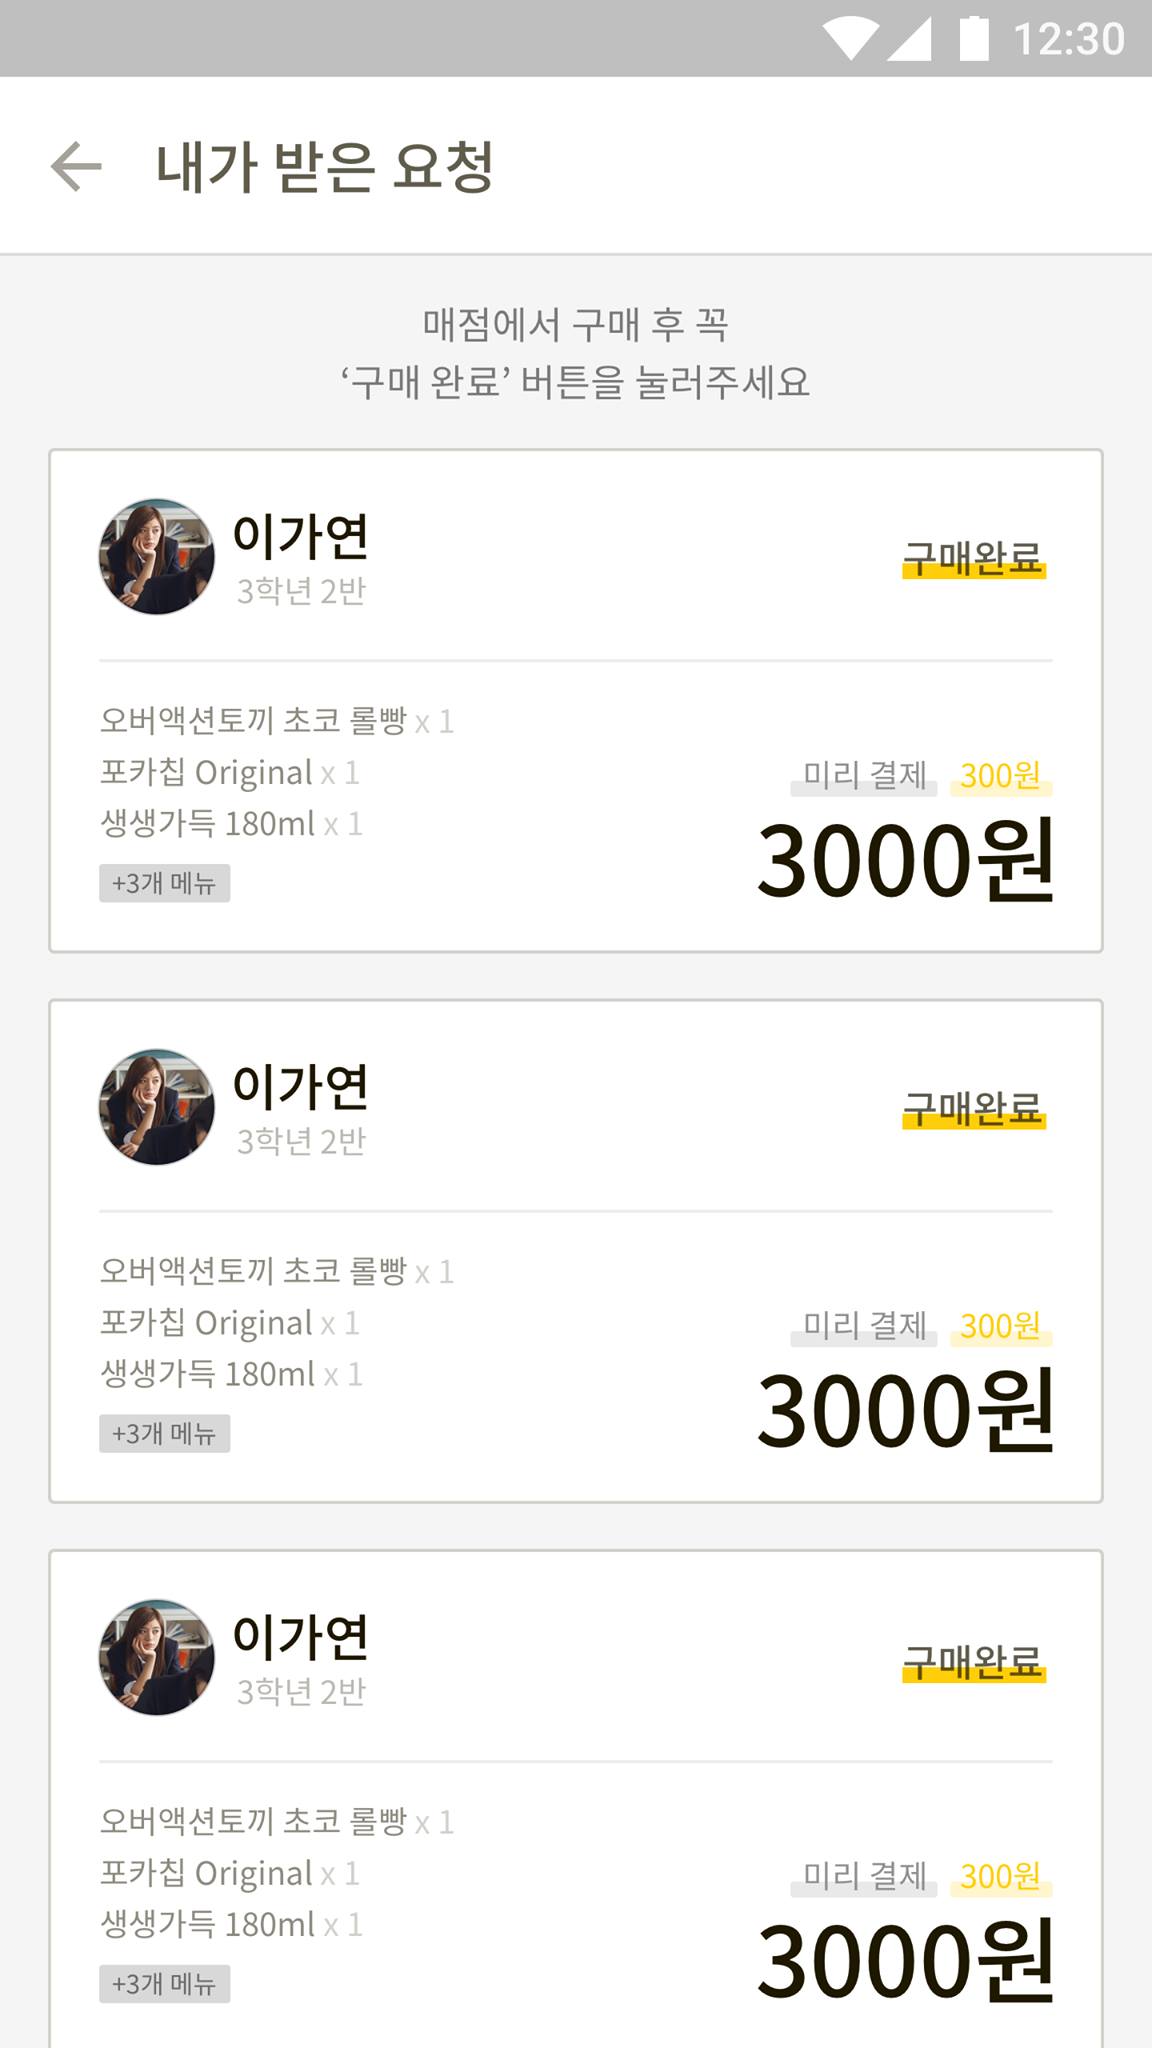 12:30
내가 받은 요청
매점에서 구매 후 꼭
‘구매 완료’ 버튼을 눌러주세요
이가연
3학년 2반
구매완료
오버액션토끼 초코 롤빵 x 1
포카칩 Original x 1
생생가득 180ml x 1
+3개 메뉴
미리 결제 300원
3000원
이가연
3학년 2반
구매완료
오버액션토끼 초코 롤빵 x 1
포카칩 Original x 1
생생가득 180ml x 1
+3개 메뉴
미리 결제 300원
3000원
이가연
3학년 2반
구매완료
오버액션토끼 초코 롤빵 x 1
포카칩 Original x 1
생생가득 180ml x 1
+3개 메뉴
미리 결제 300원
3000원